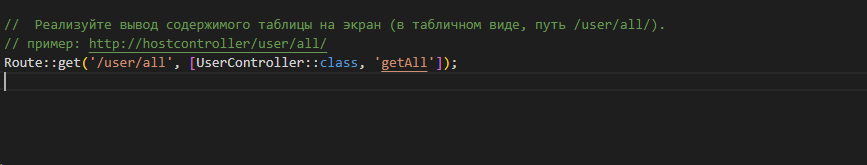 //  Реализуйте вывод содержимого таблицы на экран (в табличном виде, путь /user/all/).
// пример: http://hostcontroller/user/all/
Route::get('/user/all', [UserController::class, 'getAll']);